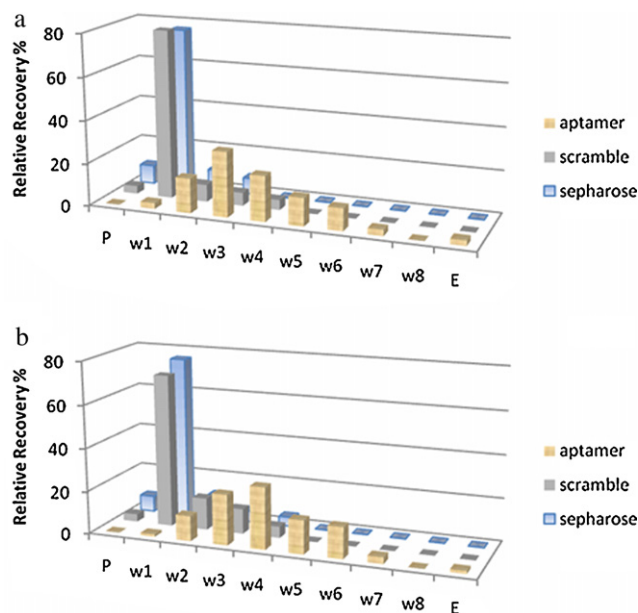 a
Relative Recovery%
80
60
40
20
0
P w1 w2 w3 w4 w5 w6 w7 w8 E
aptamer
scramble
sepharose
b
Relative Recovery%
80
60
40
20
0
P w1 w2 w3 w4 w5 w6 w7 w8 E
aptamer
scramble
sepharose